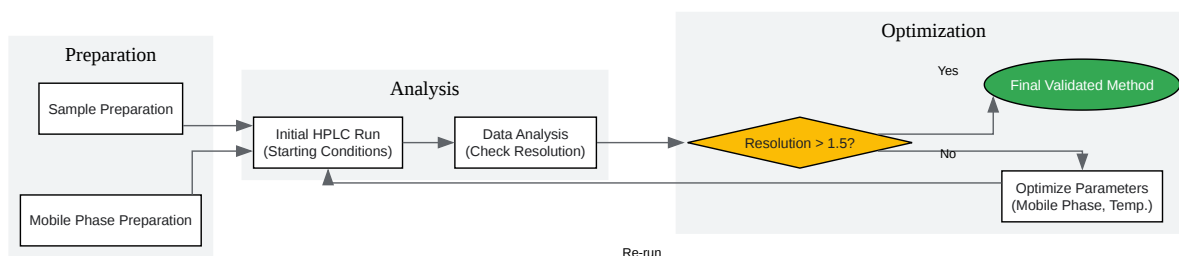 Preparation
Sample Preparation
Mobile Phase Preparation
Analysis
Initial HPLC Run
(Starting Conditions)
Data Analysis
(Check Resolution)
Optimization
Resolution > 1.5?
Yes
Final Validated Method
No
Optimize Parameters
(Mobile Phase, Temp.)
Re-run